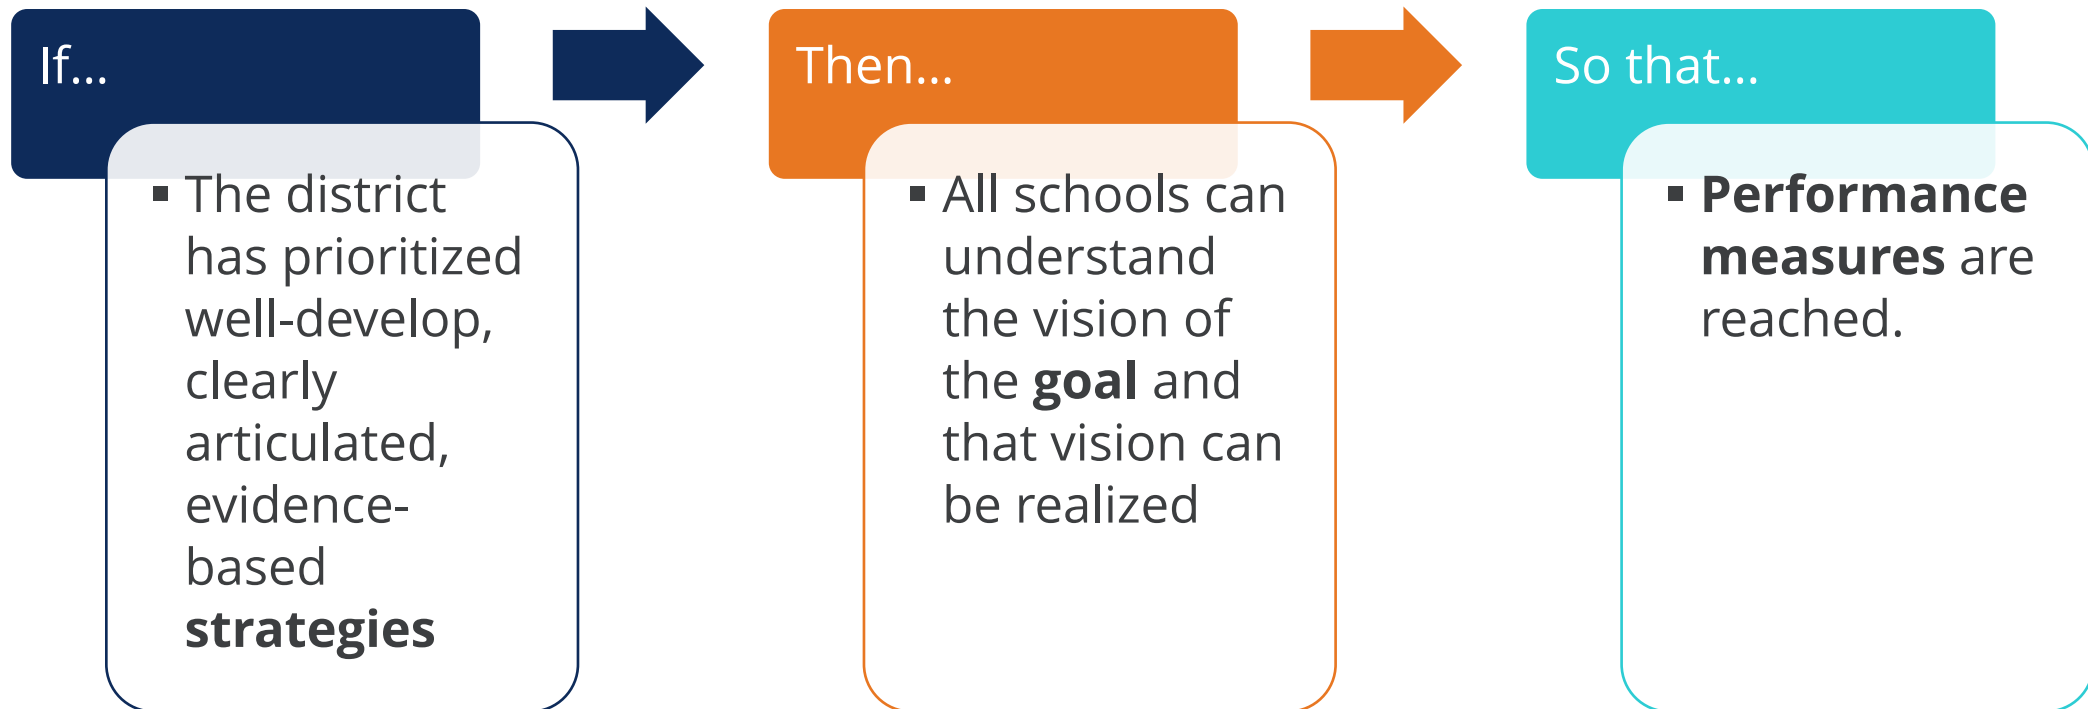 If...
▪ The district
has prioritized
well-develop,
clearly
articulated,
evidence-
based
strategies
Then...
▪ All schools can
understand
the vision of
the goal and
that vision can
be realized
So that...
▪ Performance
measures are
reached.